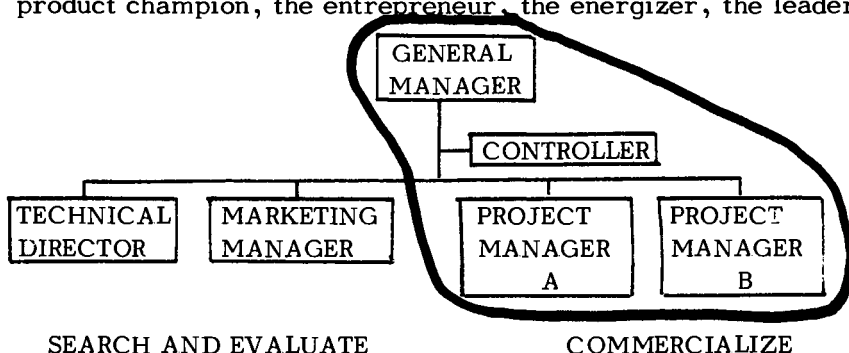 product champion, the entrepreneur, the energizer, the leader
GENERAL
MANAGER
CONTROLLER
TECHNICAL
DIRECTOR
MARKETING
MANAGER
PROJECT
MANAGER
A
PROJECT
MANAGER
B
SEARCH AND EVALUATE
COMMERCIALIZE